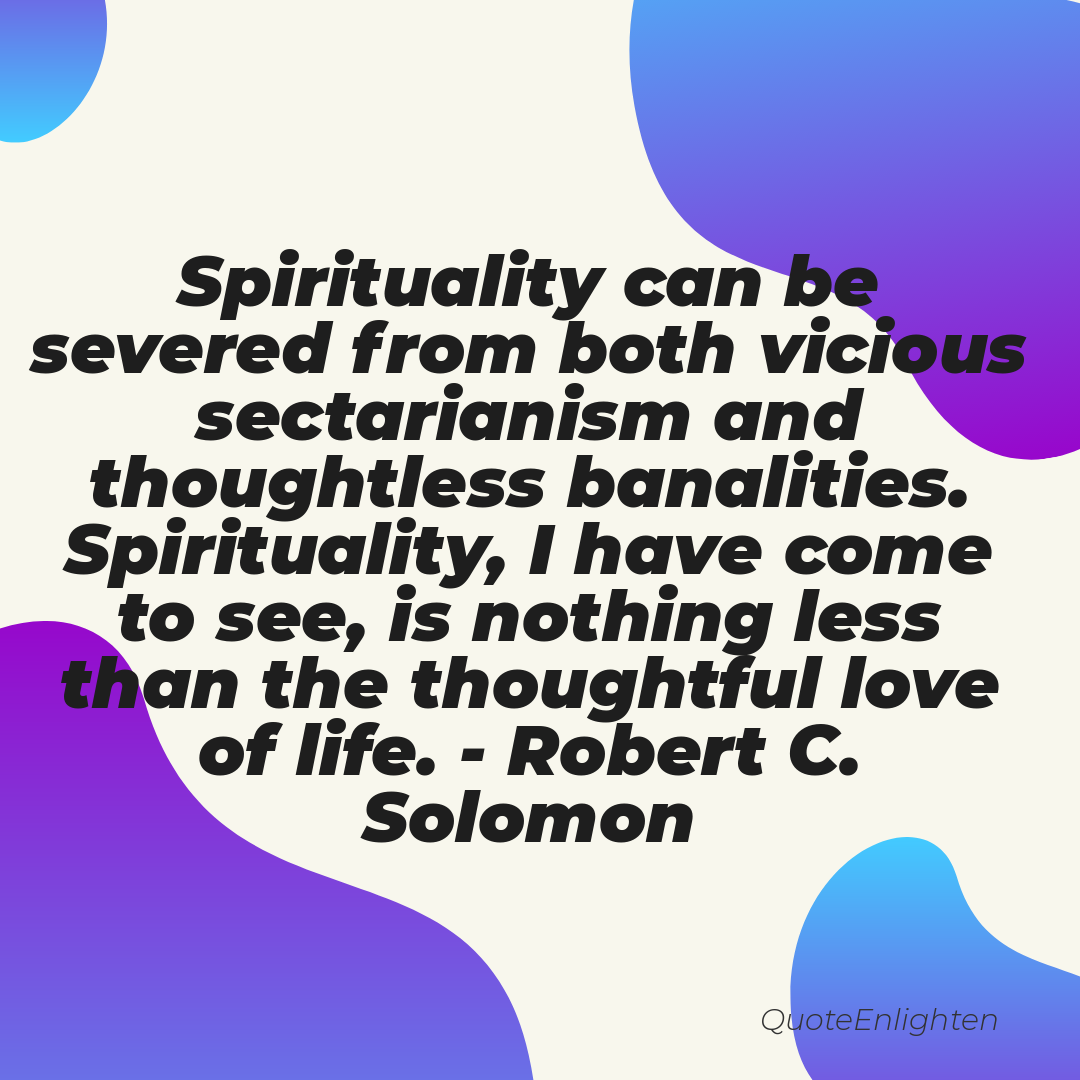 Spirituality can be
severed from both vicious
sectarianism and
thoughtless banalities.
Spirituality, I have come
to see, is nothing less
than the thoughtful love
of life. - Robert C.
Solomon
QuoteEnlighten